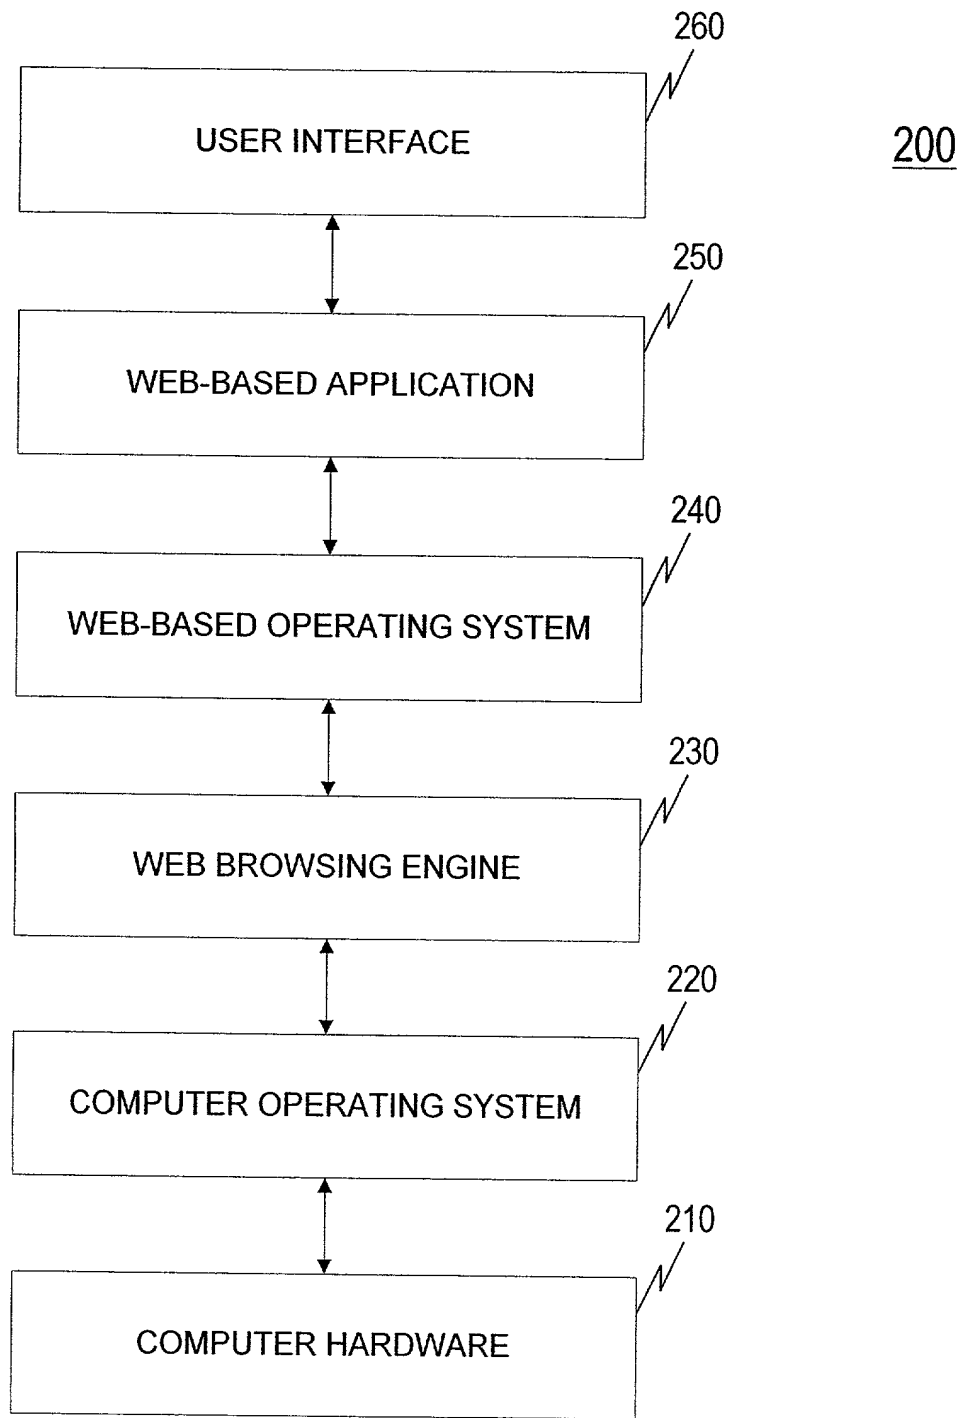 260
USER INTERFACE
200
250
WEB-BASED APPLICATION
240
WEB-BASED OPERATING SYSTEM
230
WEB BROWSING ENGINE
220
COMPUTER OPERATING SYSTEM
210
COMPUTER HARDWARE